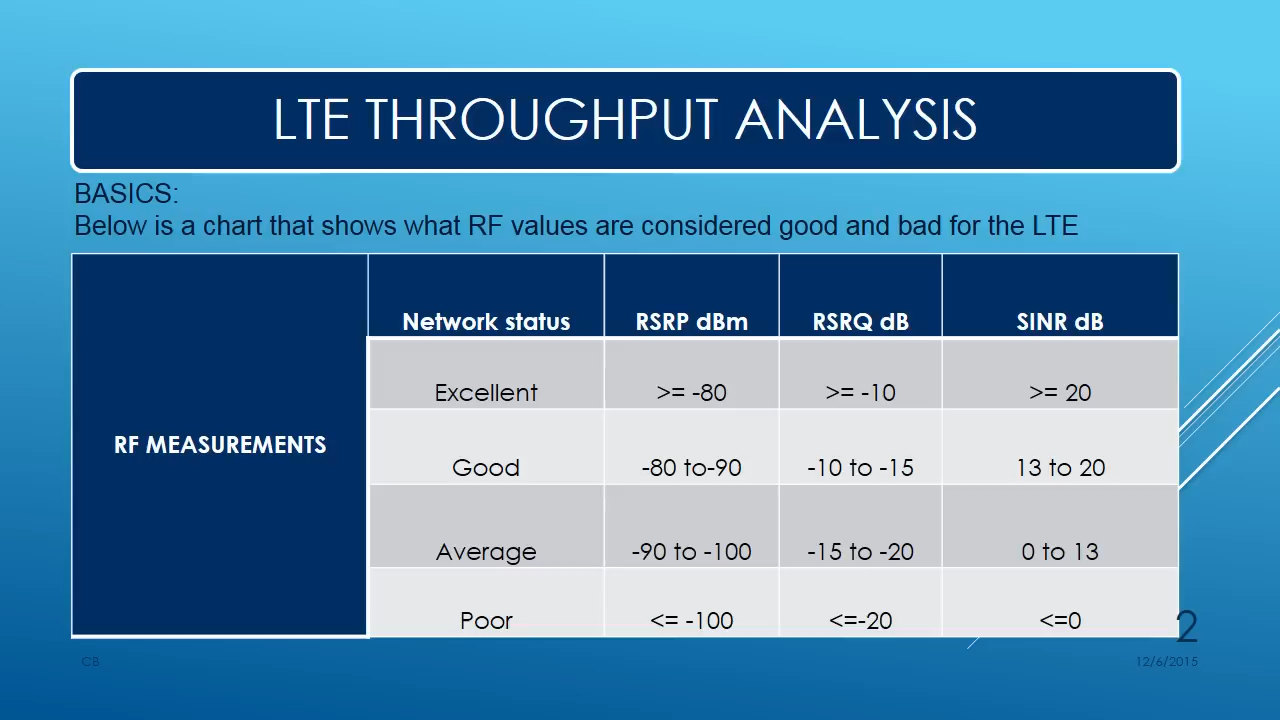 LTE THROUGHPUT ANALYSIS
BASICS:
Below is a chart that shows what RF values are considered good and bad for the LTE
RF MEASUREMENTS
Network status RSRP dBm RSRQ dB SINR dB
Excellent >= -80 >= -10 >= 20
Good -80 to-90 -10 to -15 13 to 20
Average -90 to -100 -15 to -20 0 to 13
Poor <= -100 <=-20 <=0
2
CB 12/6/2015